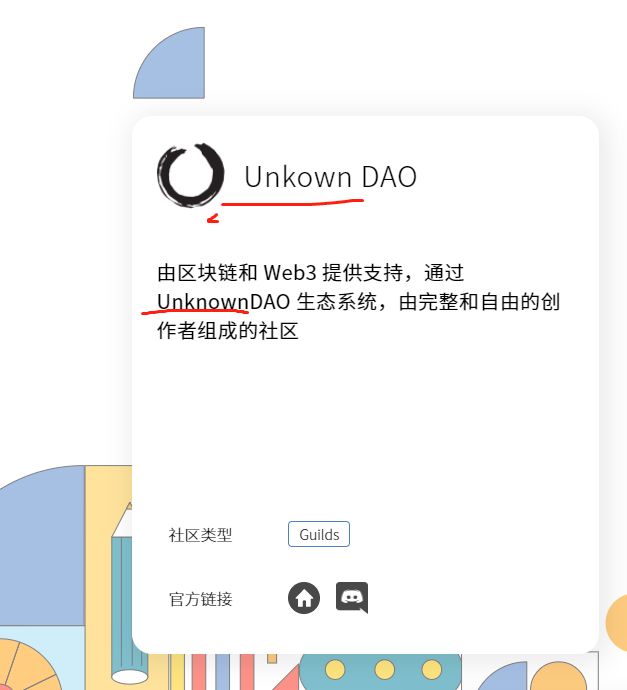 Unkown DAO
由区块链和 Web3 提供支持，通过
UnknownDAO 生态系统，由完整和自由的创
作者组成的社区
社区类型 Guilds
官方链接